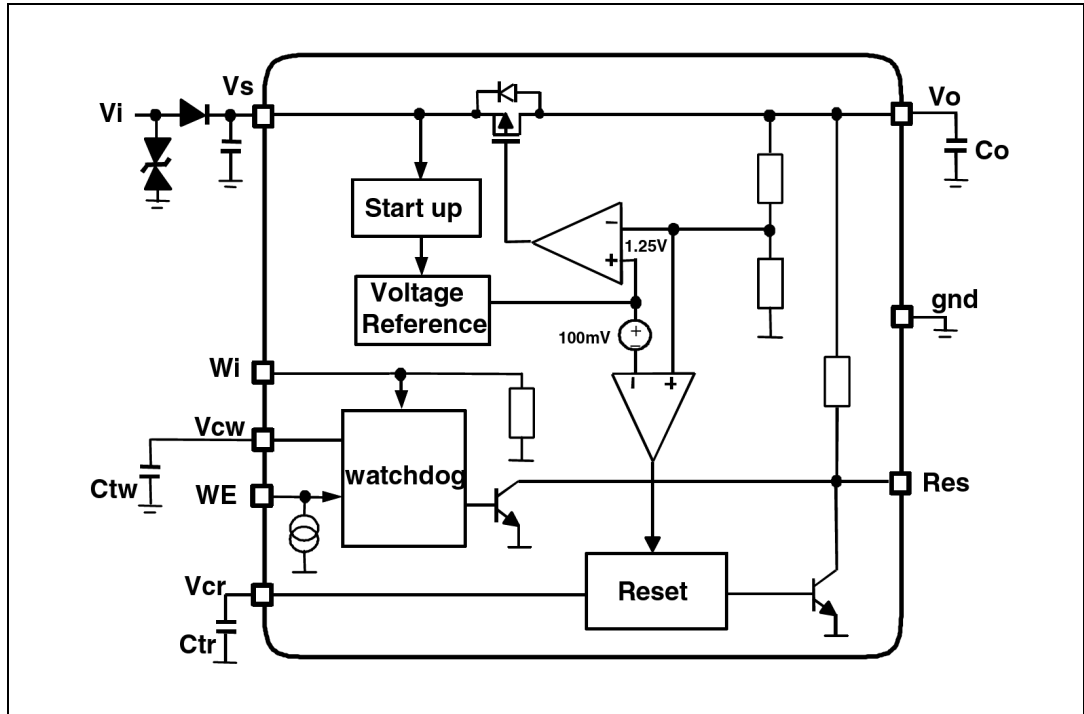 Vs
Vi
Vo
Co
Start up
−
1.25V
+
Voltage
Reference
gnd
+
−
100mV
Wi
− +
Vcw
watchdog
Ctw
WE
Res
Vcr
Reset
Ctr